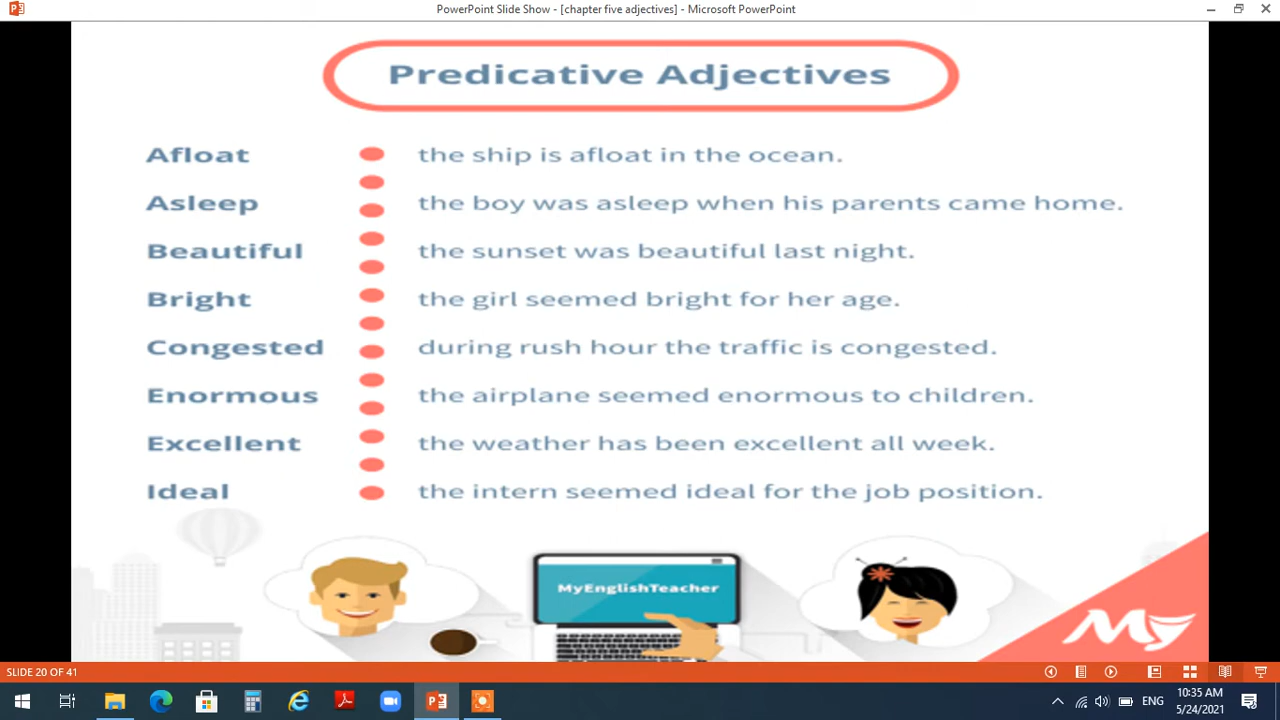 PowerPoint Slide Show - [chapter five adjectives] - Microsoft PowerPoint
Predicative Adjectives
Afloat the ship is afloat in the ocean.
Asleep the boy was asleep when his parents came home.
Beautiful the sunset was beautiful last night.
Bright the girl seemed bright for her age.
Congested during rush hour the traffic is congested.
Enormous the airplane seemed enormous to children.
Excellent the weather has been excellent all week.
Ideal the intern seemed ideal for the job position.
MyEnglishTeacher
My
SLIDE 20 OF 41
ENG
10:35 AM
5/24/2021